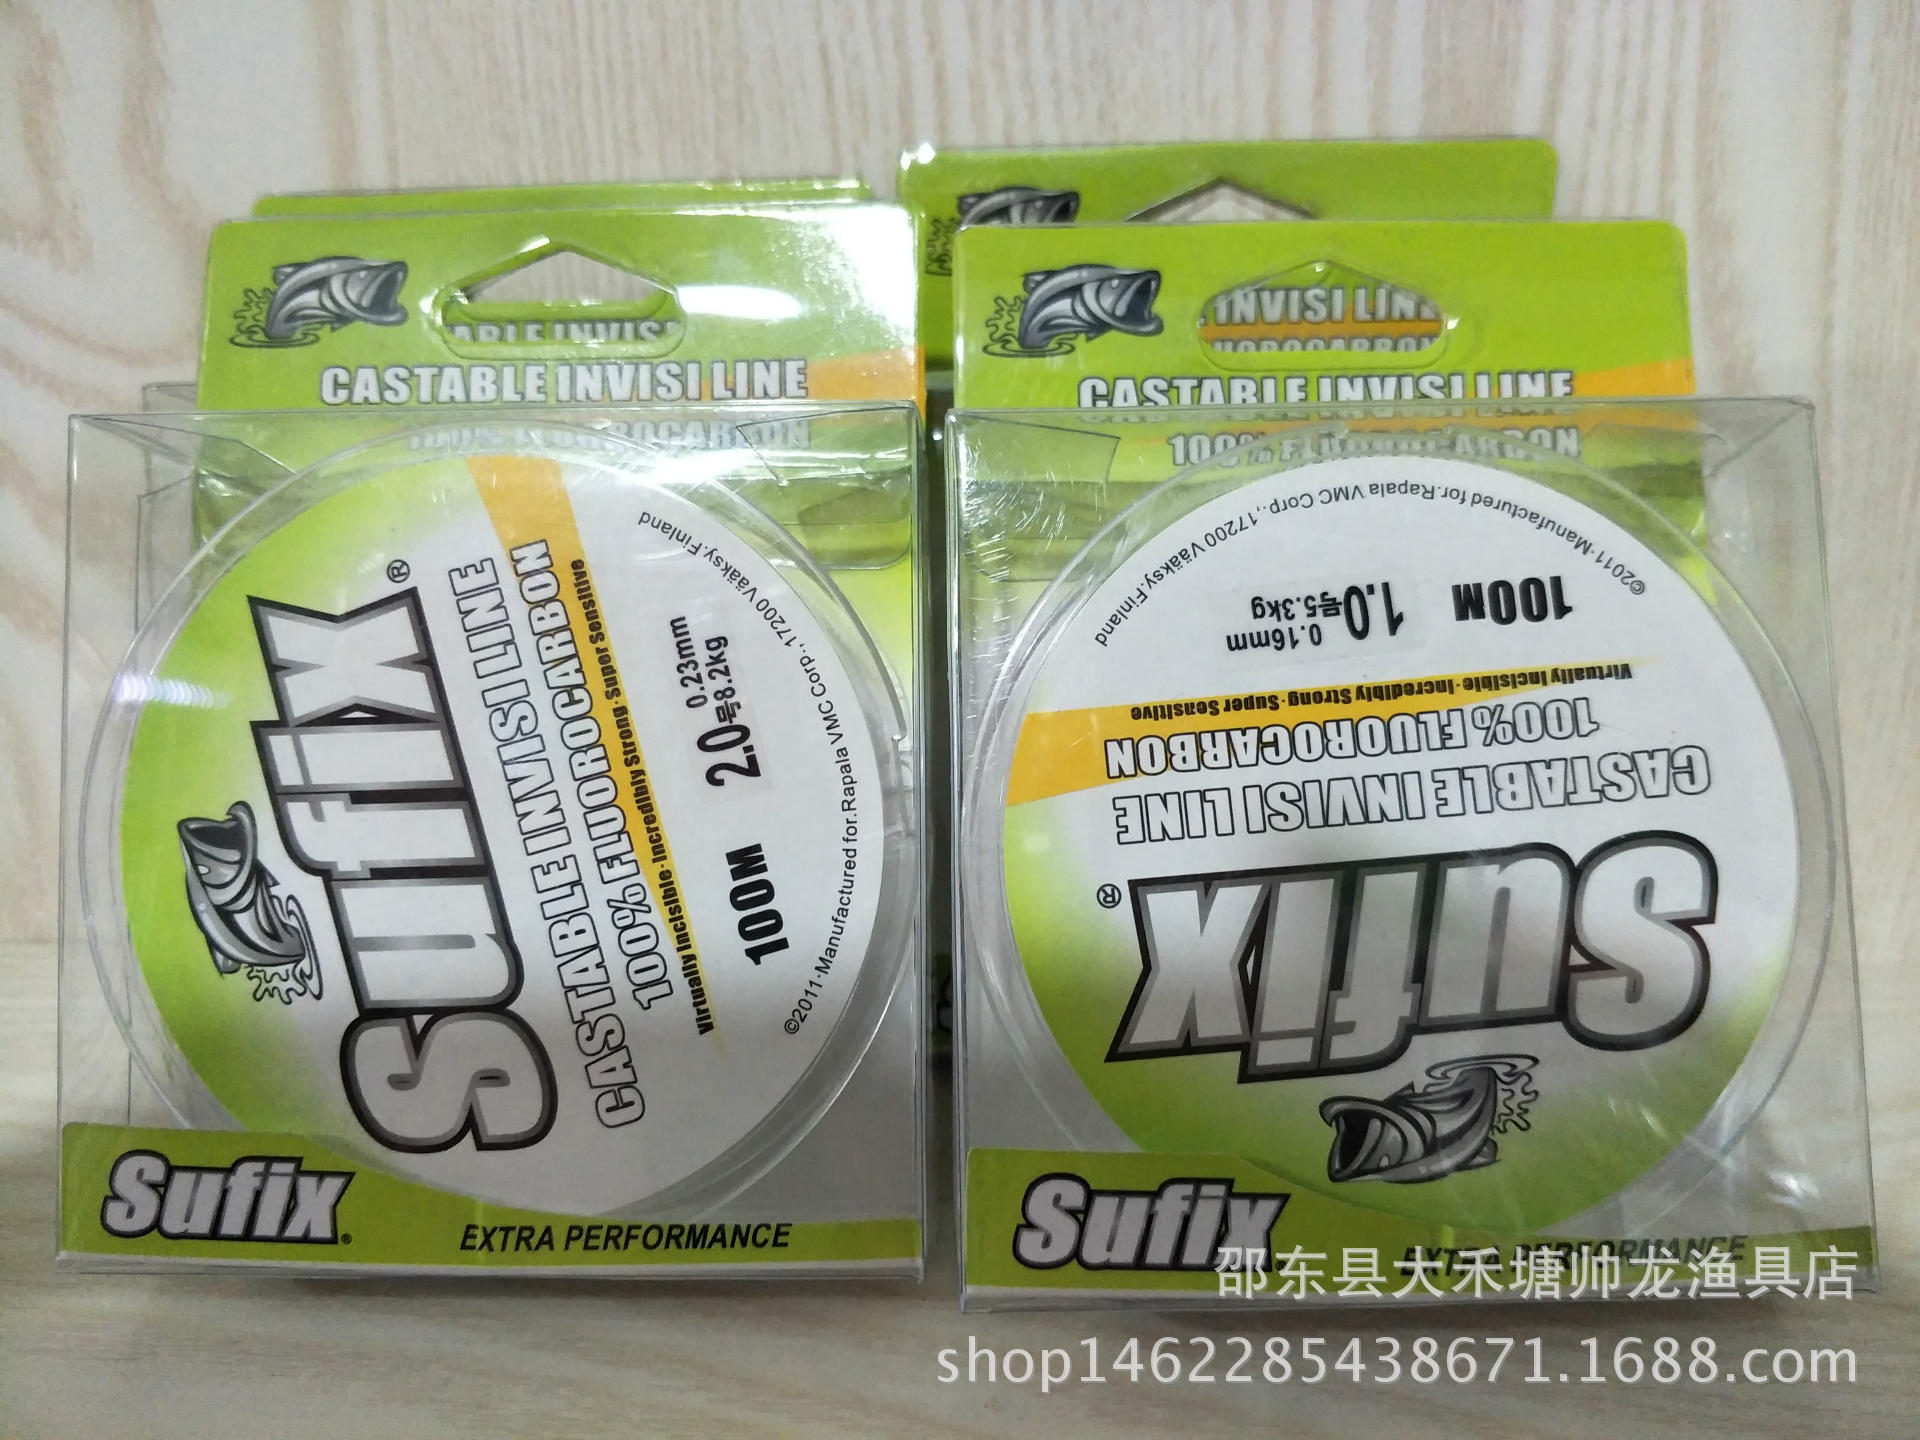 CASTABLE INVISI LINE
100% FLUOROCARBON
Sufix®
CASTABLE INVISI LINE
100% FLUOROCARBON
Virtually Incisible·Incredibly Strong·Super Sensitive
0.23mm
100M 2.0号8.2kg
©2011·Manufactured for.Rapala VMC Corp.,17200 Vääksy.Finland
Sufix®
EXTRA PERFORMANCE
INVISI LINE
CASTABLE INVISI LINE
100% FLUOROCARBON
Sufix®
CASTABLE INVISI LINE
100% FLUOROCARBON
Virtually Incisible·Incredibly Strong·Super Sensitive
0.16mm
100M 1.0号5.3kg
©2011·Manufactured for.Rapala VMC Corp.,17200 Vääksy.Finland
Sufix
EXTRA PERFORMANCE
邵东县大禾塘帅龙渔具店
shop1462285438671.1688.com